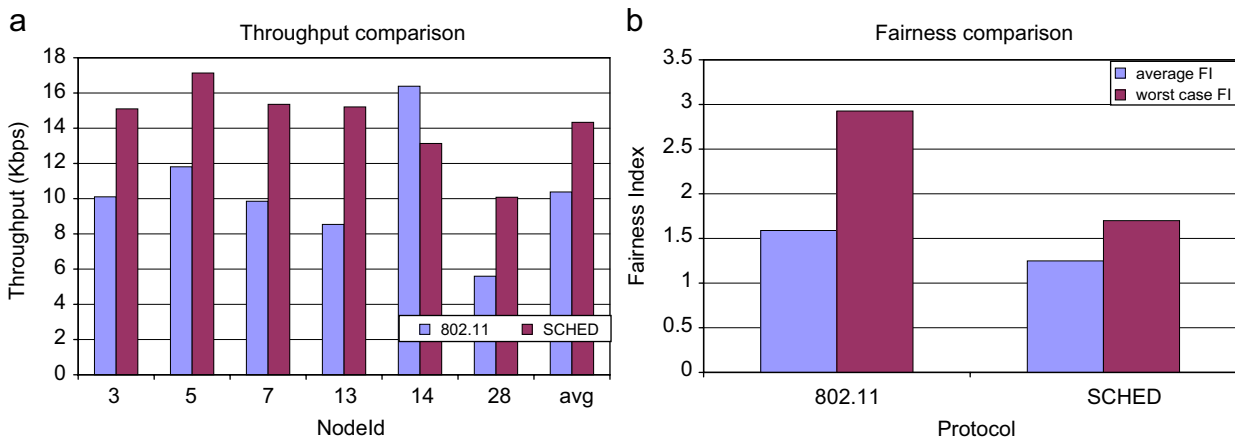 a
Throughput comparison
Throughput (Kbps)
18
16
14
12
10
8
6
4
2
0
802.11 SCHED
3 5 7 13 14 28 avg
NodeId
b
Fairness comparison
Fairness Index
3.5
3
2.5
2
1.5
1
0.5
0
average FI
worst case FI
802.11 SCHED
Protocol